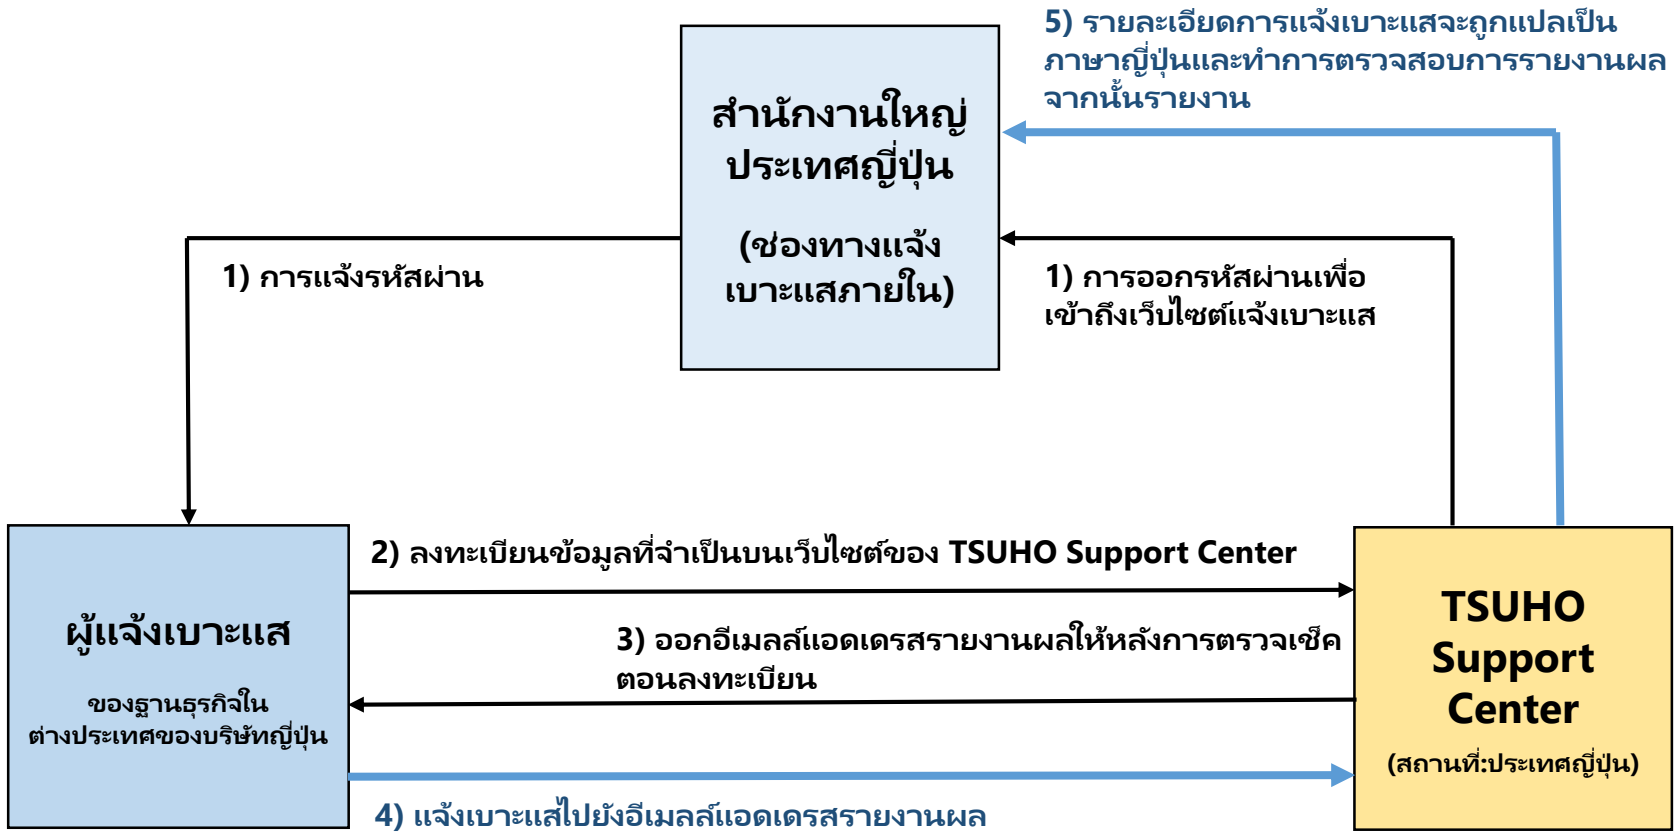 5) รายละเอียดการแจ้งเบาะแสจะถูกแปลเป็น
ภาษาญี่ปุ่นและทำการตรวจสอบการรายงานผล
จากนั้นรายงาน
สำนักงานใหญ่
ประเทศญี่ปุ่น
(ช่องทางแจ้ง
เบาะแสภายใน)
1) การแจ้งรหัสผ่าน
1) การออกรหัสผ่านเพื่อ
เข้าถึงเว็บไซต์แจ้งเบาะแส
2) ลงทะเบียนข้อมูลที่จำเป็นบนเว็บไซต์ของ TSUHO Support Center
3) ออกอีเมลล์แอดเดรสรายงานผลให้หลังการตรวจเช็ค
ตอนลงทะเบียน
ผู้แจ้งเบาะแส
ของฐานธุรกิจใน
ต่างประเทศของบริษัทญี่ปุ่น
TSUHO
Support
Center
(สถานที่:ประเทศญี่ปุ่น)
4) แจ้งเบาะแสไปยังอีเมลล์แอดเดรสรายงานผล